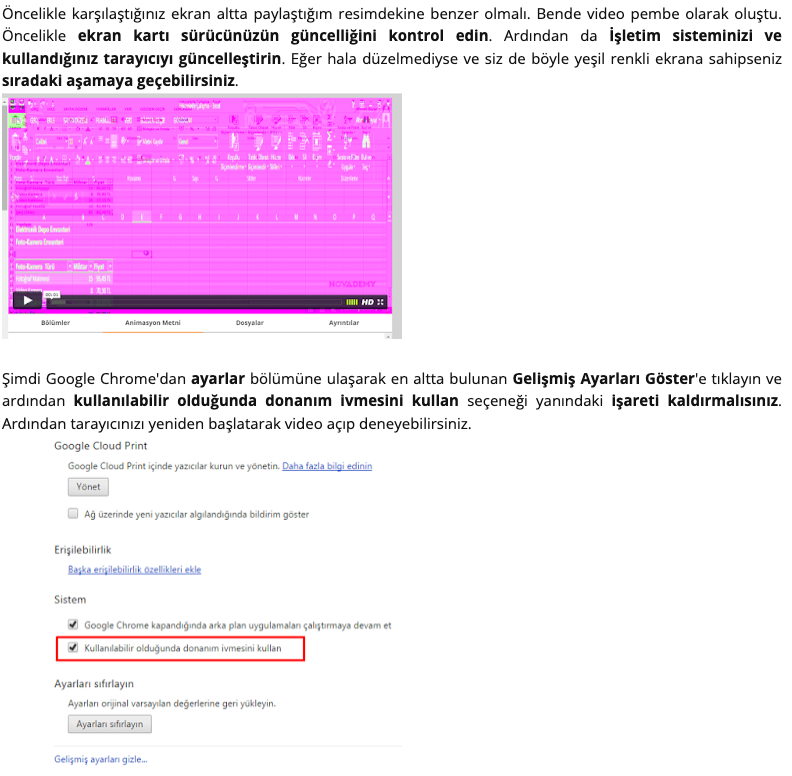 Öncelikle karşılaştığınız ekran altta paylaştığım resimdekine benzer olmalı. Bende video pembe olarak oluştu.
Öncelikle ekran kartı sürücünüzün güncelliğini kontrol edin. Ardından da İşletim sisteminizi ve
kullandığınız tarayıcıyı güncelleştirin. Eğer hala düzelmediyse ve siz de böyle yeşil renkli ekrana sahipseniz
sıradaki aşamaya geçebilirsiniz.
Calibri
A B C D E F G H I J K L M N O P Q
Elektronik Depo Envanteri
Foto-Kamera Envanteri
Foto-Kamera Türü Miktar Fiyat
NOVADEMY
HD
Bölümler Animasyon Metni Dosyalar Ayrıntılar
Şimdi Google Chrome'dan ayarlar bölümüne ulaşarak en altta bulunan Gelişmiş Ayarları Göster'e tıklayın ve
ardından kullanılabilir olduğunda donanım ivmesini kullan seçeneği yanındaki işareti kaldırmalısınız.
Ardından tarayıcınızı yeniden başlatarak video açıp deneyebilirsiniz.
Google Cloud Print
Google Cloud Print içinde yazıcılar kurun ve yönetin. Daha fazla bilgi edinin
Yönet
Ağ üzerinde yeni yazıcılar algılandığında bildirim göster
Erişilebilirlik
Başka erişilebilirlik özellikleri ekle
Sistem
Google Chrome kapandığında arka plan uygulamaları çalıştırmaya devam et
Kullanılabilir olduğunda donanım ivmesini kullan
Ayarları sıfırlayın
Ayarları orijinal varsayılan değerlerine geri yükleyin.
Ayarları sıfırlayın
Gelişmiş ayarları gizle...